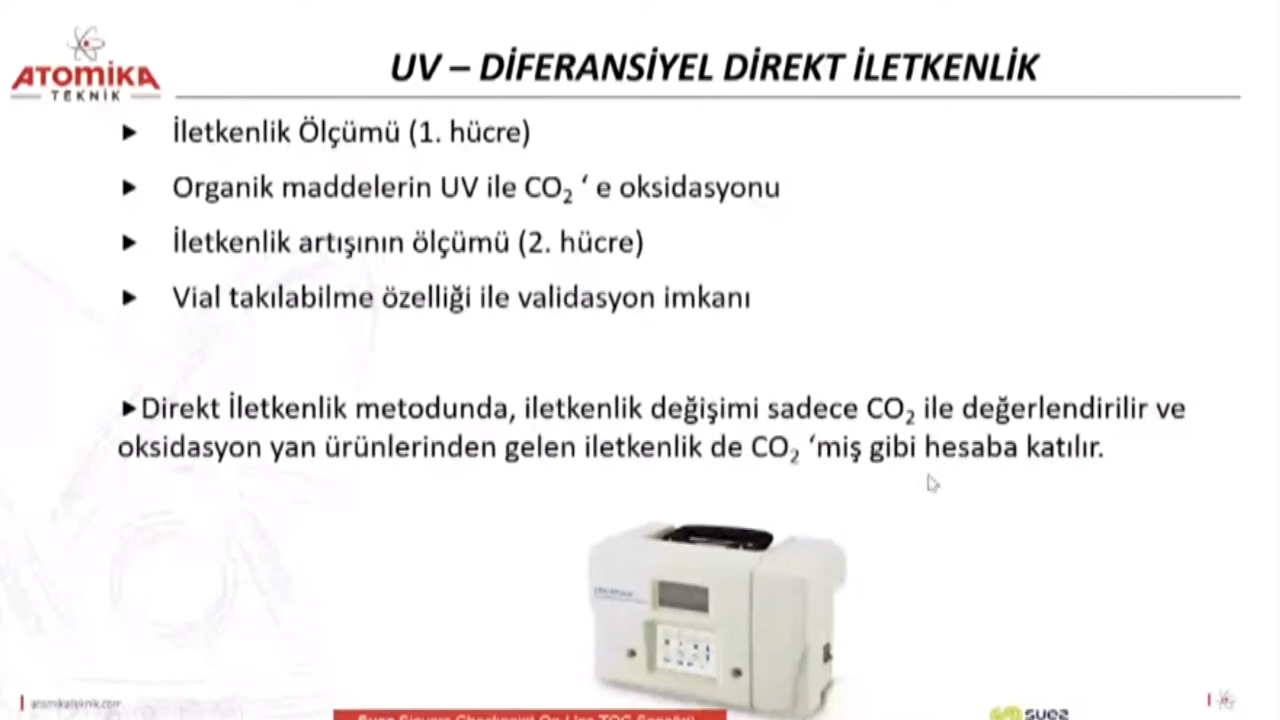 ATOMİKA
TEKNİK
UV – DİFERANSİYEL DİREKT İLETKENLİK
İletkenlik Ölçümü (1. hücre)
Organik maddelerin UV ile CO₂ ‘ e oksidasyonu
İletkenlik artışının ölçümü (2. hücre)
Vial takılabilme özelliği ile validasyon imkanı
Direkt İletkenlik metodunda, iletkenlik değişimi sadece CO₂ ile değerlendirilir ve
oksidasyon yan ürünlerinden gelen iletkenlik de CO₂ ‘miş gibi hesaba katılır.
atomikateknik.com
suez